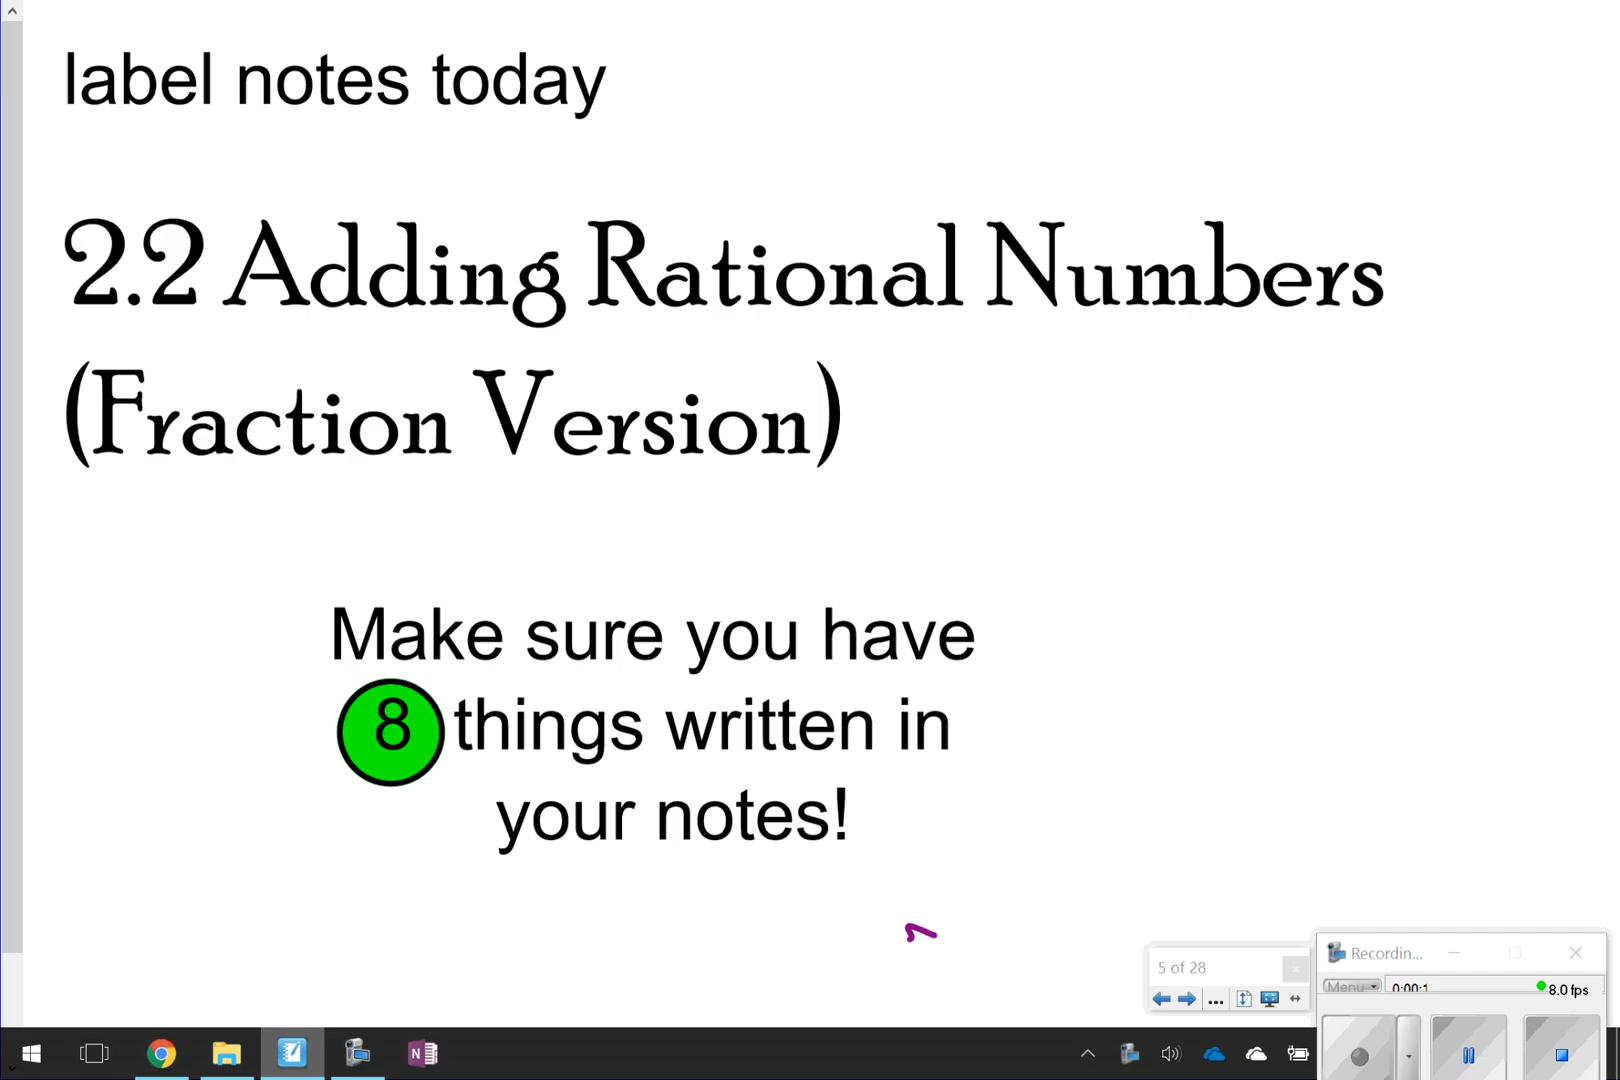 label notes today
2.2 Adding Rational Numbers
(Fraction Version)
Make sure you have
8 things written in
your notes!
5 of 28
Recordin...
Menu
0:00:1
8.0 fps
N